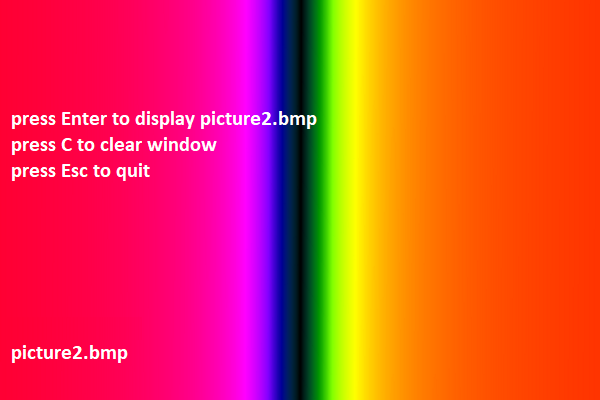 press Enter to display picture2.bmp
press C to clear window
press Esc to quit
picture2.bmp